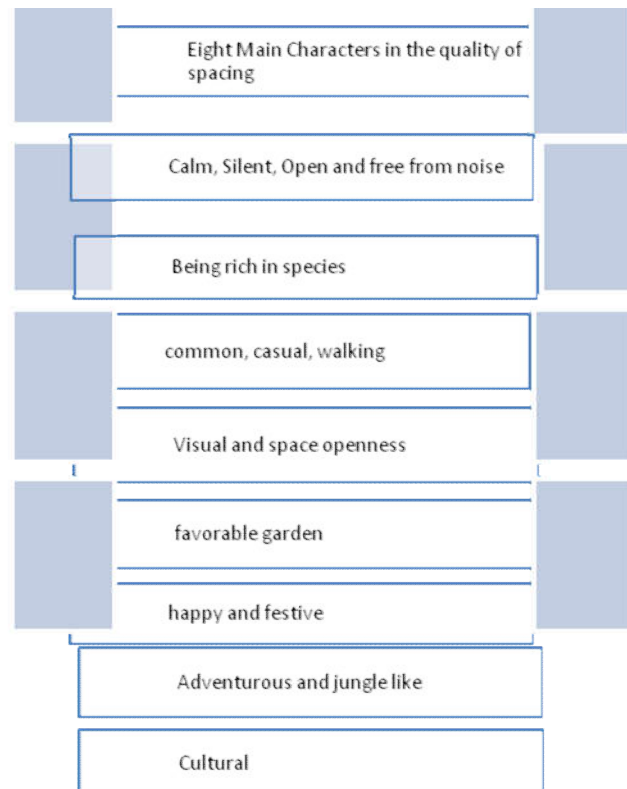 Eight Main Characters in the quality of
spacing
Calm, Silent, Open and free from noise
Being rich in species
common, casual, walking
Visual and space openness
favorable garden
happy and festive
Adventurous and jungle like
Cultural